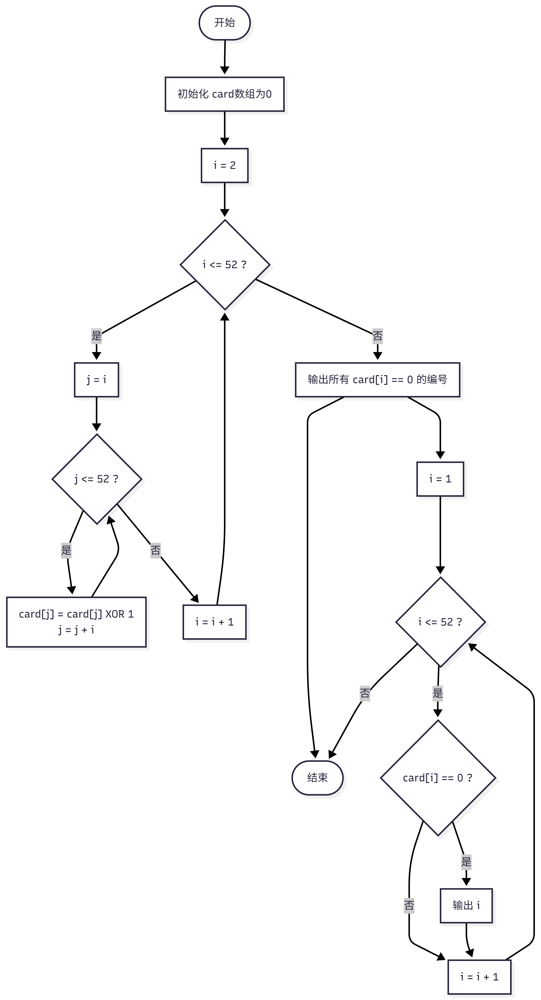 开始
初始化 card数组为0
i = 2
i <= 52 ?
是
否
j = i
输出所有 card[i] == 0 的编号
j <= 52 ?
i = 1
是
否
card[j] = card[j] XOR 1
j = j + i
i = i + 1
i <= 52 ?
否
是
结束
card[i] == 0 ?
是
否
输出 i
i = i + 1